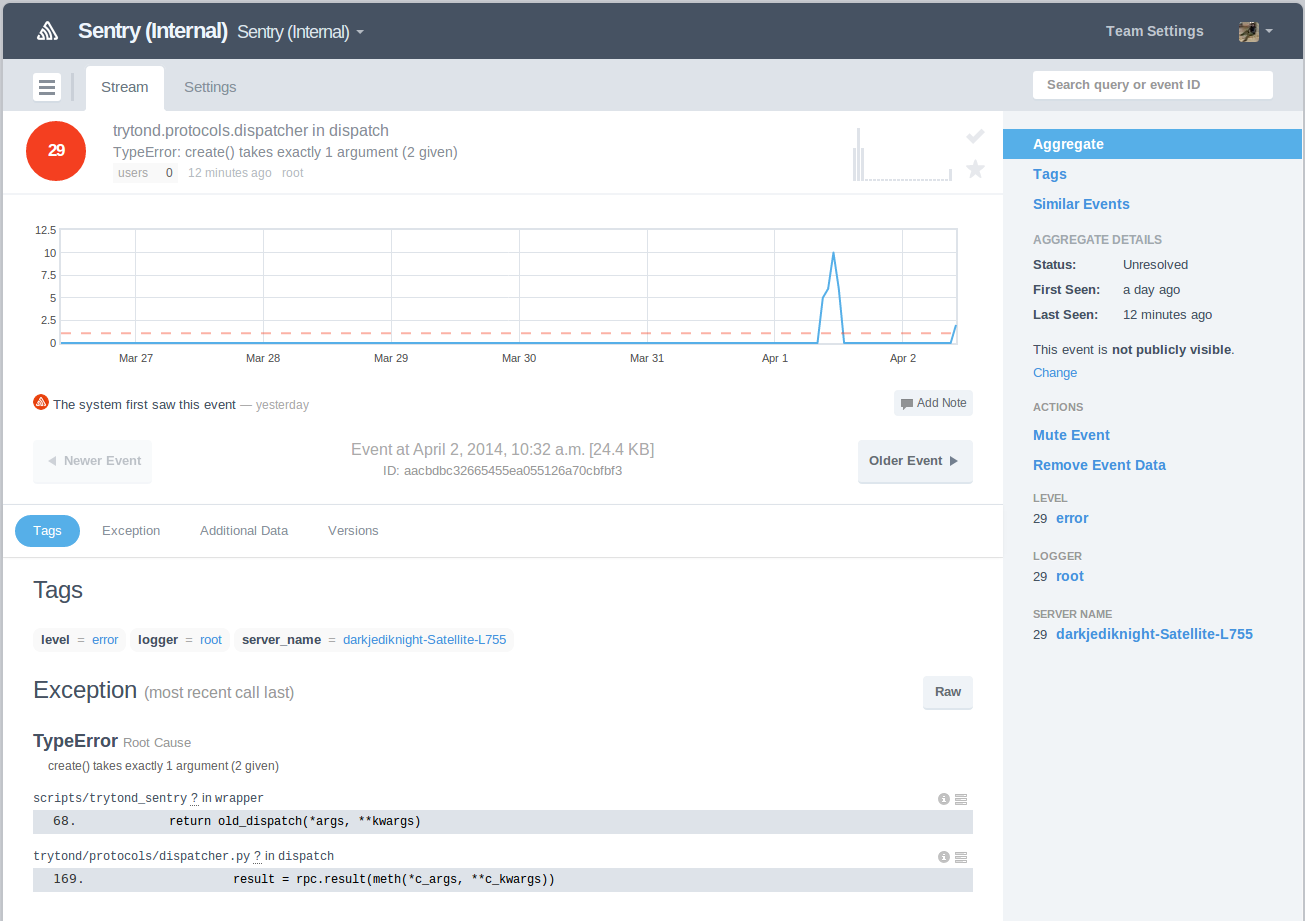 Sentry (Internal) Sentry (Internal)
Team Settings
Stream
Settings
Search query or event ID
29
trytond.protocols.dispatcher in dispatch
TypeError: create() takes exactly 1 argument (2 given)
users 0 12 minutes ago root
12.5
10
7.5
5
2.5
0
Mar 27 Mar 28 Mar 29 Mar 30 Mar 31 Apr 1 Apr 2
The system first saw this event — yesterday
Add Note
Newer Event
Event at April 2, 2014, 10:32 a.m. [24.4 KB]
ID: aacbdbc32665455ea055126a70cbfbf3
Older Event
Tags Exception Additional Data Versions
Tags
level = error logger = root server_name = darkjediknight-Satellite-L755
Exception (most recent call last)
Raw
TypeError Root Cause
create() takes exactly 1 argument (2 given)
scripts/trytond_sentry ? in wrapper
68. return old_dispatch(*args, **kwargs)
trytond/protocols/dispatcher.py ? in dispatch
169. result = rpc.result(meth(*c_args, **c_kwargs))
Aggregate
Tags
Similar Events
AGGREGATE DETAILS
Status: Unresolved
First Seen: a day ago
Last Seen: 12 minutes ago
This event is not publicly visible.
Change
ACTIONS
Mute Event
Remove Event Data
LEVEL
29 error
LOGGER
29 root
SERVER NAME
29 darkjediknight-Satellite-L755